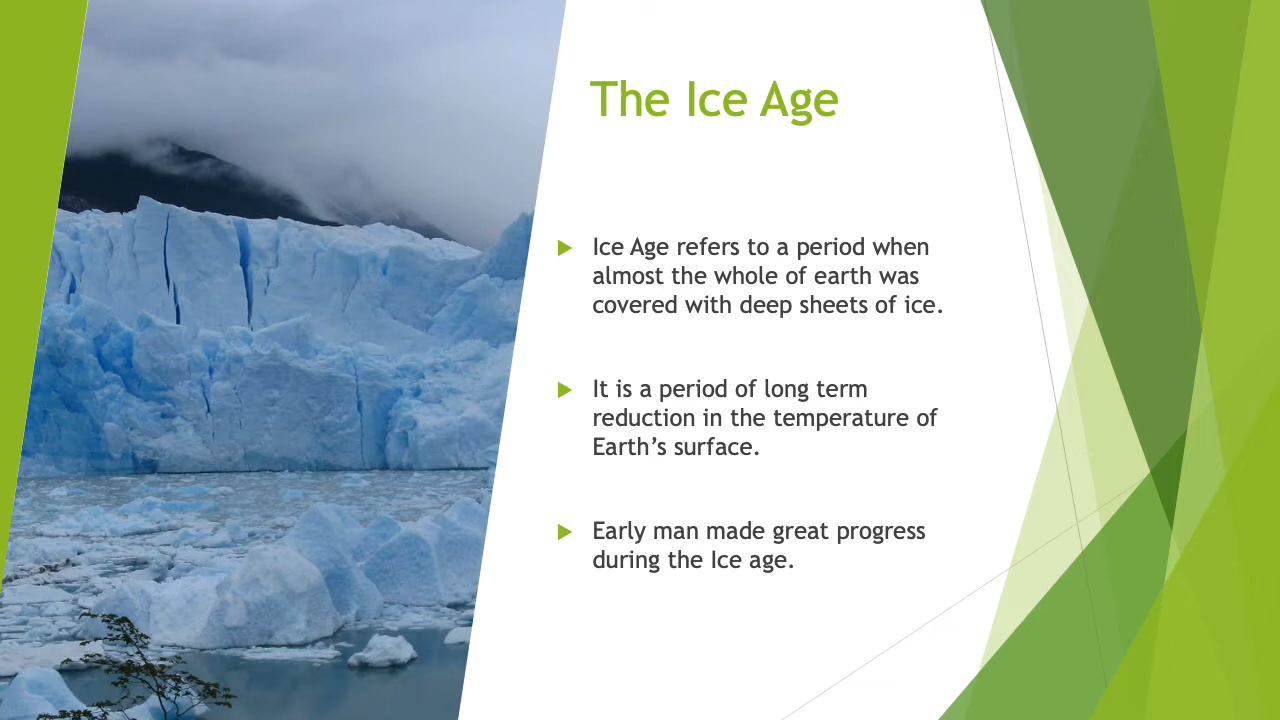 The Ice Age
Ice Age refers to a period when
almost the whole of earth was
covered with deep sheets of ice.
It is a period of long term
reduction in the temperature of
Earth’s surface.
Early man made great progress
during the Ice age.